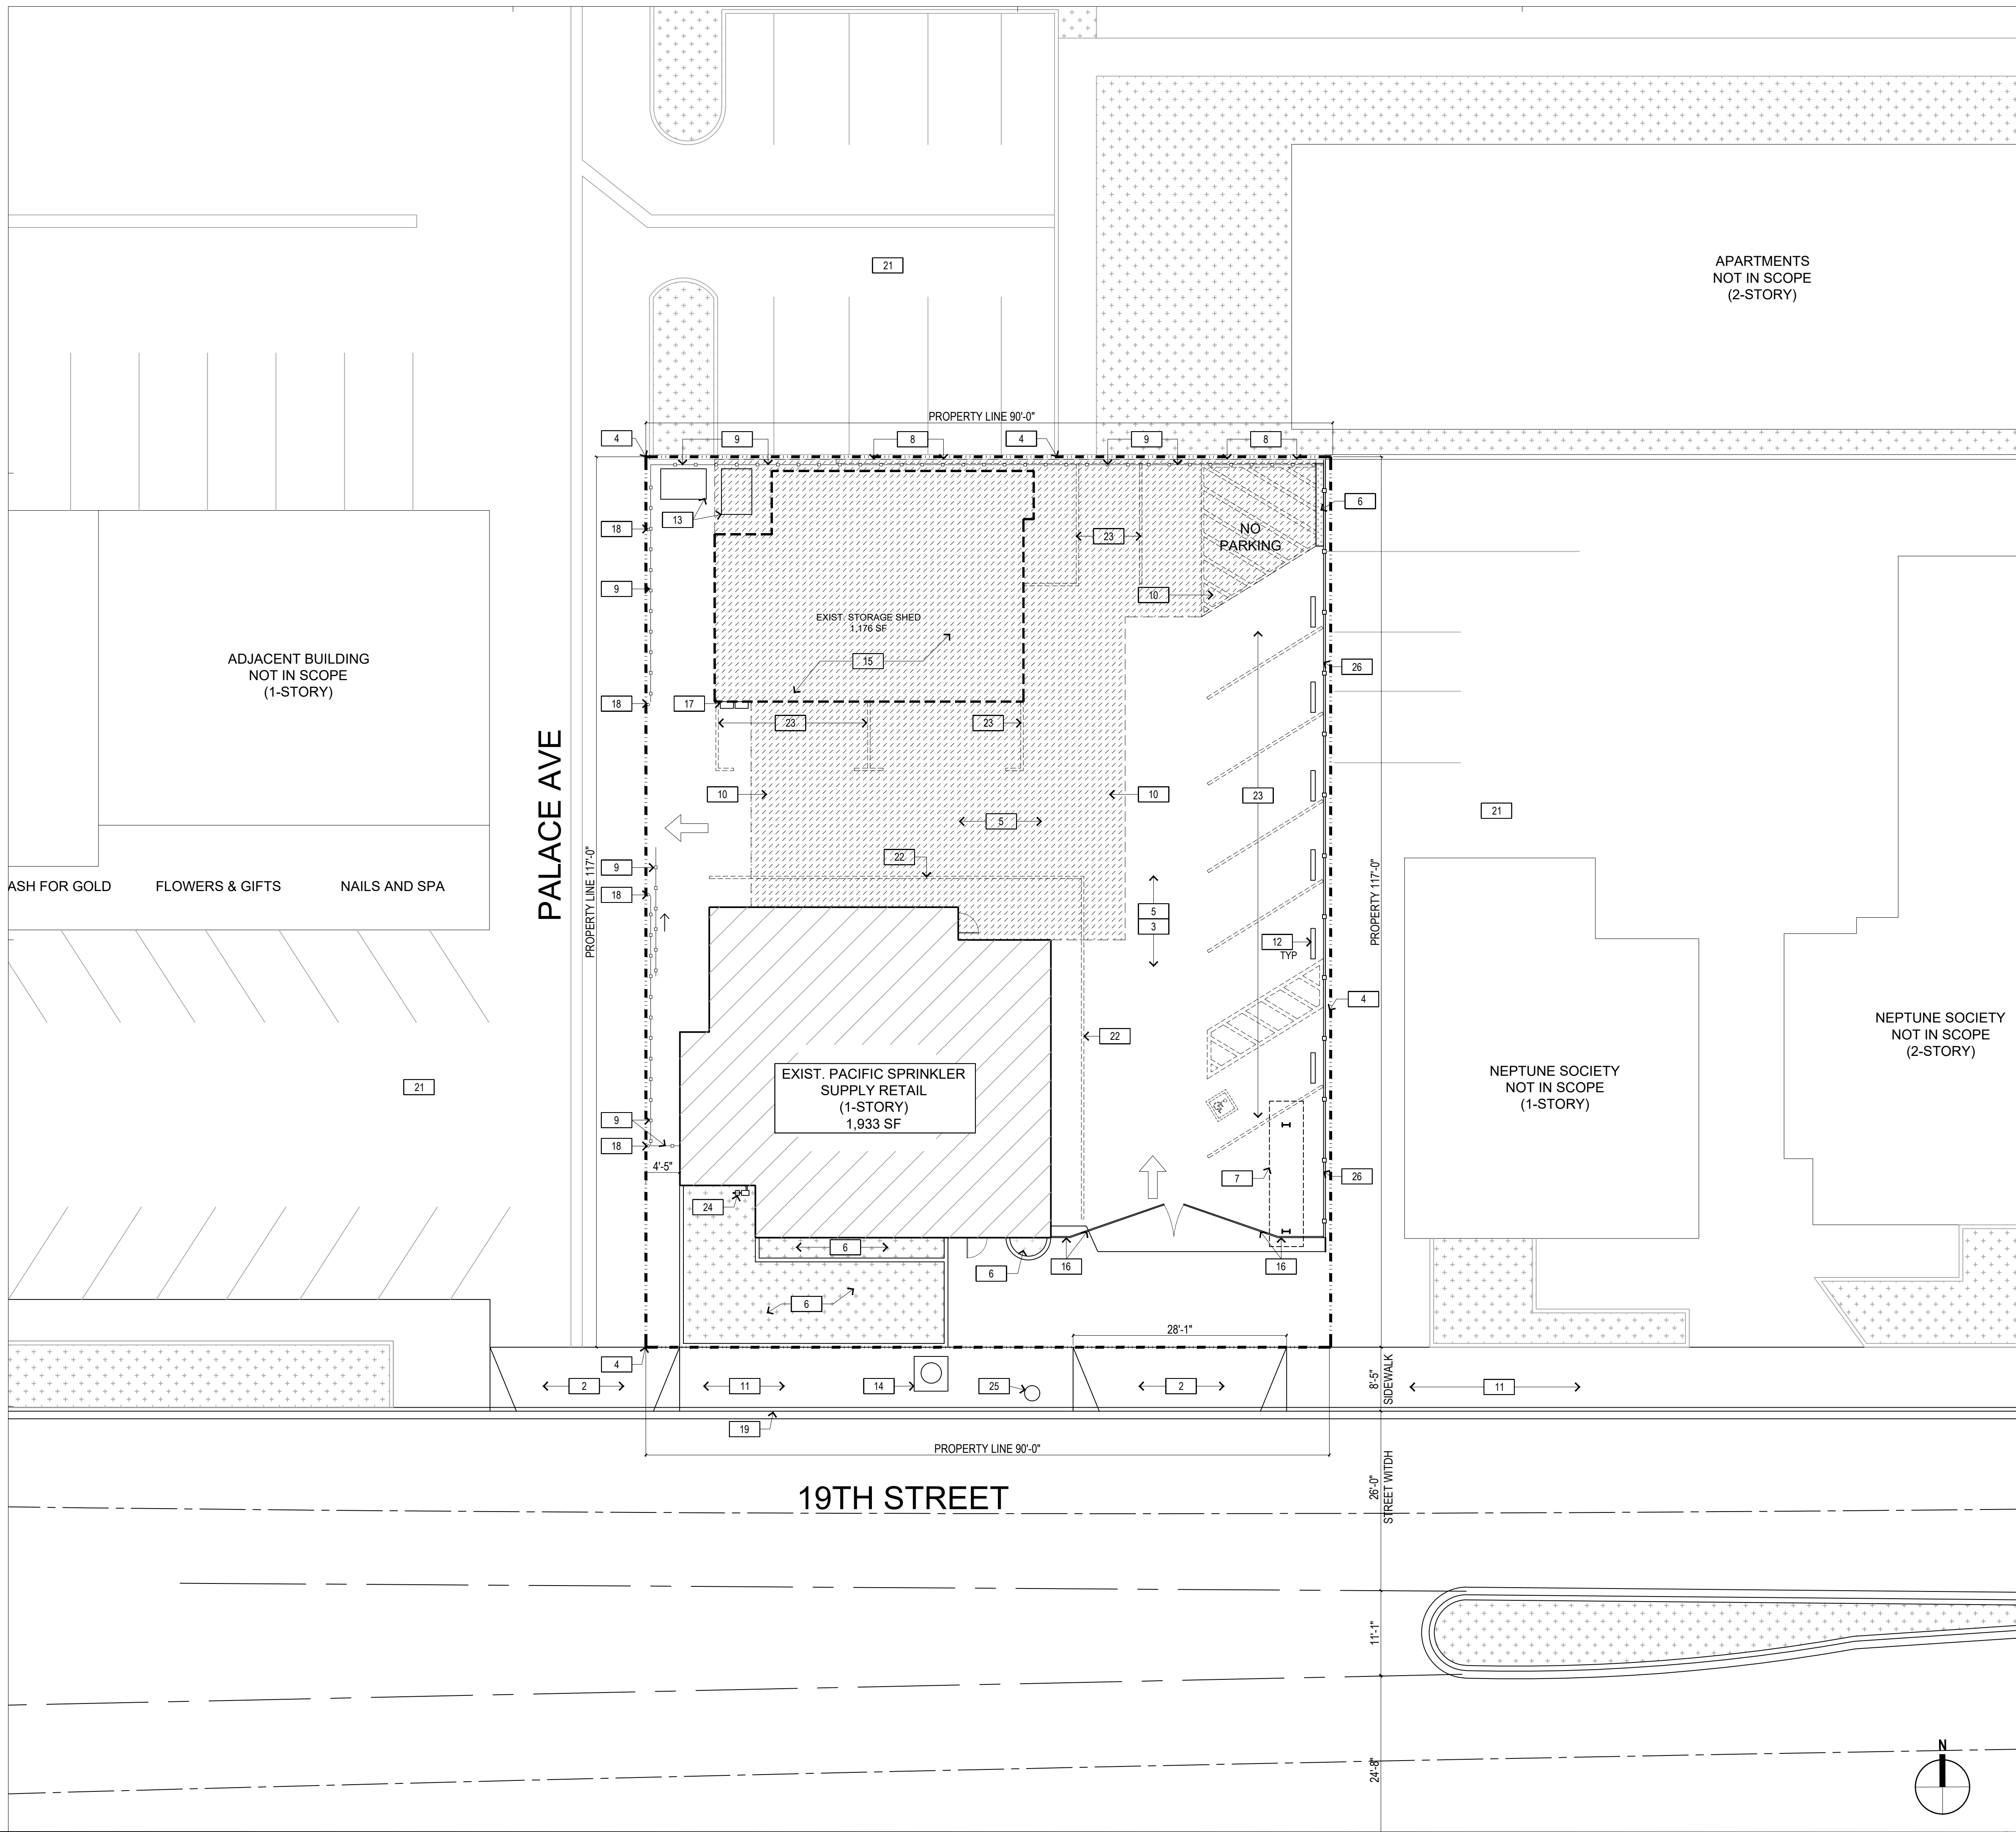 21
APARTMENTS
NOT IN SCOPE
(2-STORY)
PROPERTY LINE 90'-0"
4
9
8
4
9
8
6
13
18
NO
PARKING
23
9
10
EXIST. STORAGE SHED
1,176 SF
15
26
ADJACENT BUILDING
NOT IN SCOPE
(1-STORY)
18
17
23
23
PALACE AVE
10
10
23
21
5
22
9
18
PROPERTY LINE 117'-0"
PROPERTY 117'-0"
ASH FOR GOLD
FLOWERS & GIFTS
NAILS AND SPA
5
3
12
TYP
4
22
NEPTUNE SOCIETY
NOT IN SCOPE
(2-STORY)
EXIST. PACIFIC SPRINKLER
SUPPLY RETAIL
(1-STORY)
1,933 SF
NEPTUNE SOCIETY
NOT IN SCOPE
(1-STORY)
21
9
18
4'-5"
7
26
24
6
6
16
16
6
28'-1"
4
2
11
14
25
2
8'-5"
SIDEWALK
11
19
PROPERTY LINE 90'-0"
19TH STREET
26'-0"
STREET WITDH
11'-1"
24'-8"
N